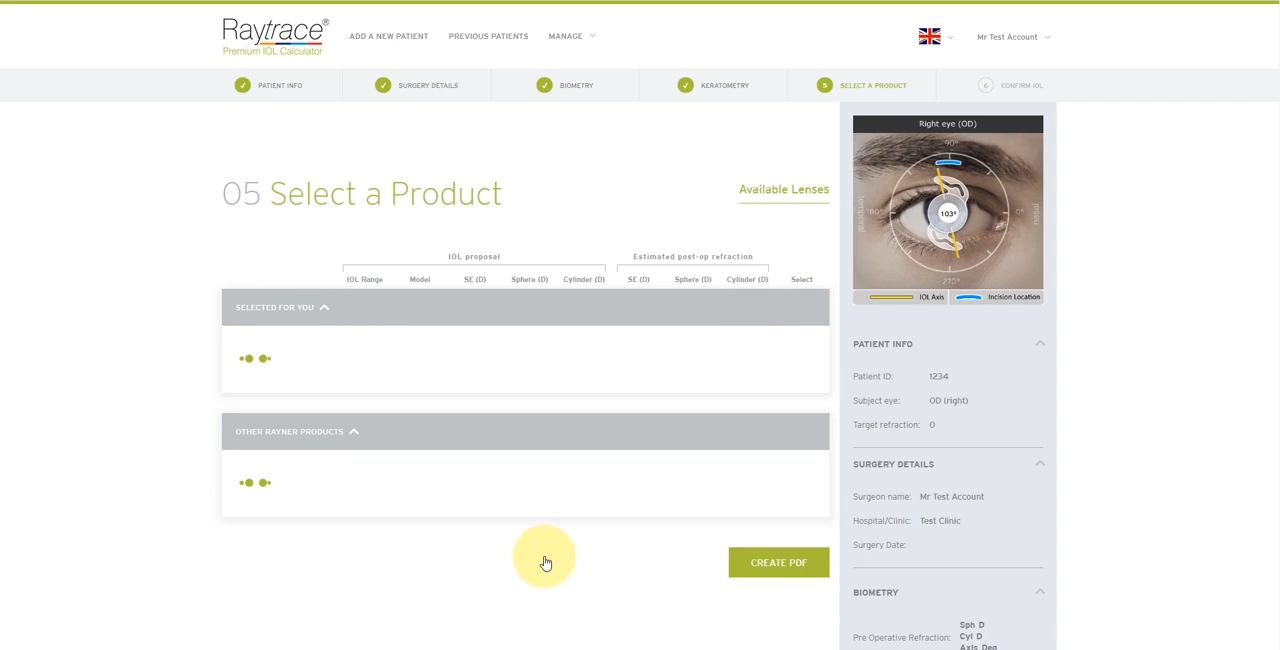 Raytrace®
Premium IOL Calculator
ADD A NEW PATIENT
PREVIOUS PATIENTS
MANAGE
Mr Test Account
PATIENT INFO
SURGERY DETAILS
BIOMETRY
KERATOMETRY
5 SELECT A PRODUCT
6 CONFIRM IOL
05 Select a Product
Available Lenses
IOL proposal
Estimated post-op refraction
IOL Range Model SE (D) Sphere (D) Cylinder (D) SE (D) Sphere (D) Cylinder (D) Select
SELECTED FOR YOU
OTHER RAYNER PRODUCTS
CREATE PDF
Right eye (OD)
90°
temporal
180°
103°
0°
nasal
270°
IOL Axis
Incision Location
PATIENT INFO
Patient ID: 1234
Subject eye: OD (right)
Target refraction: 0
SURGERY DETAILS
Surgeon name: Mr Test Account
Hospital/Clinic: Test Clinic
Surgery Date:
BIOMETRY
Pre Operative Refraction:
Sph D
Cyl D
Axis Deg